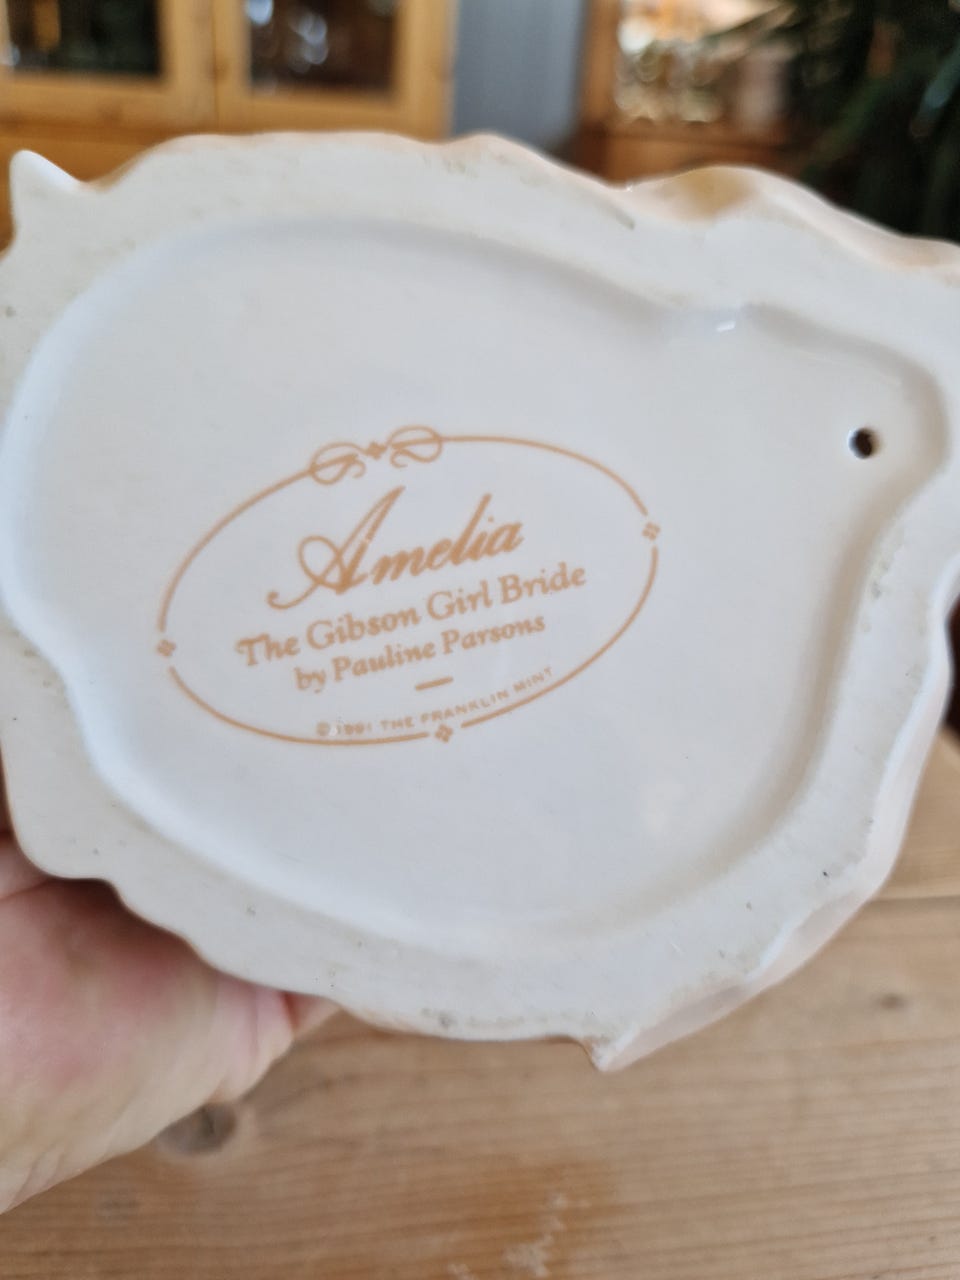 Amelia
The Gibson Girl Bride
by Pauline Parsons
© 1991 THE FRANKLIN MINT